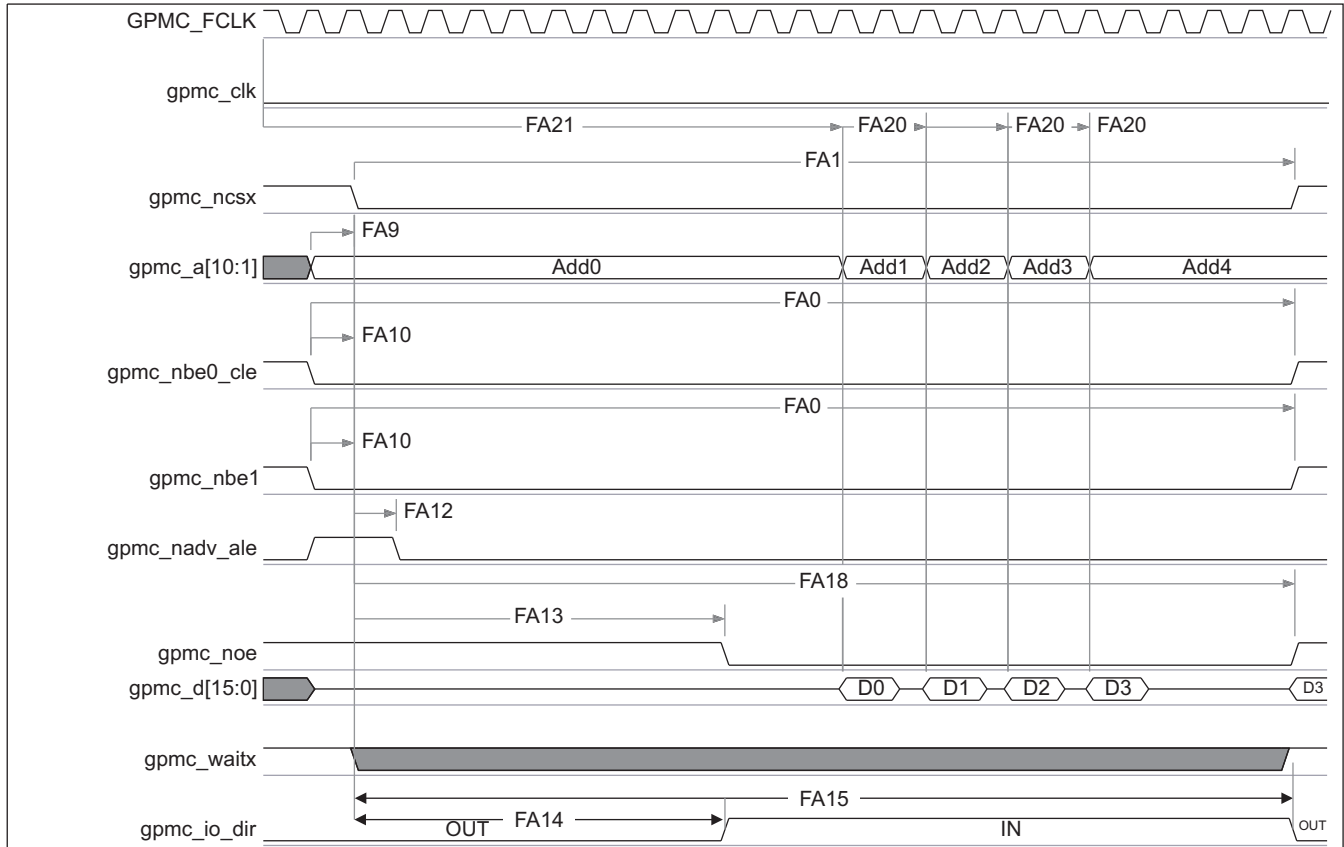 GPMC_FCLK
gpmc_clk
FA21 FA20 FA20 FA20
FA1
gpmc_ncsx
FA9
gpmc_a[10:1] Add0 Add1 Add2 Add3 Add4
FA0
FA10
gpmc_nbe0_cle
FA0
FA10
gpmc_nbe1
FA12
gpmc_nadv_ale
FA18
FA13
gpmc_noe
gpmc_d[15:0] D0 D1 D2 D3 D3
gpmc_waitx
FA15
FA14
gpmc_io_dir OUT IN OUT